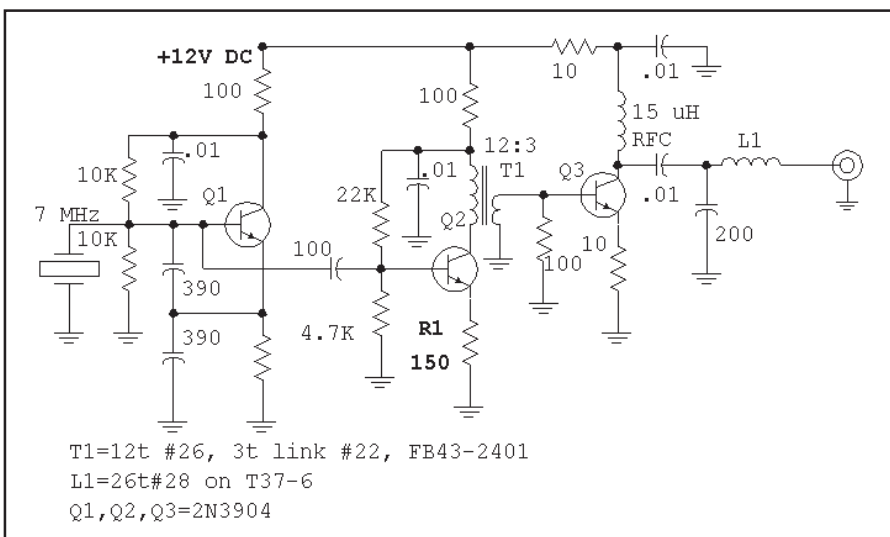 +12V DC
100
10
.01
100
15 uH
RFC
L1
12:3
T1
.01
.01
Q1
Q3
10K
22K
Q2
.01
7 MHz
10K
100
100
10
200
390
390
4.7K
R1
150
T1=12t #26, 3t link #22, FB43-2401
L1=26t#28 on T37-6
Q1,Q2,Q3=2N3904